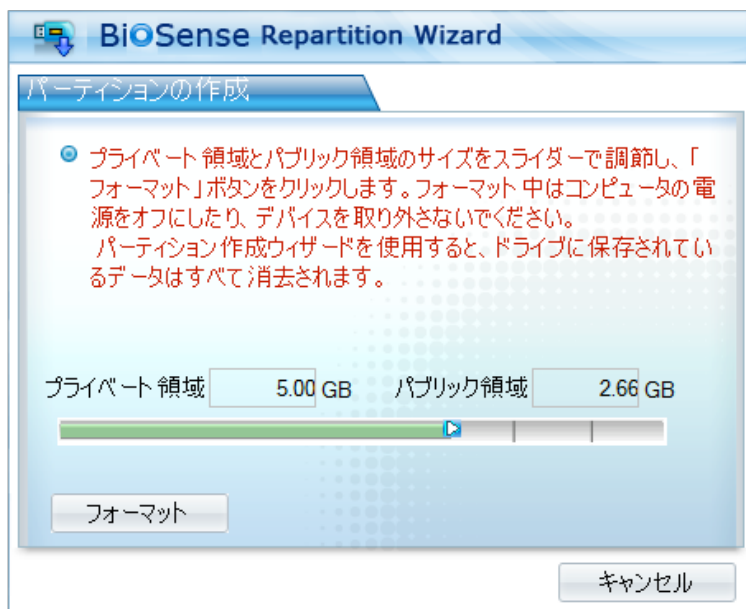 BiOSense Repartition Wizard
パーティションの作成
プライベート領域とパブリック領域のサイズをスライダーで調節し、「
フォーマット」ボタンをクリックします。フォーマット中はコンピュータの電
源をオフにしたり、デバイスを取り外さないでください。
パーティション作成ウィザードを使用すると、ドライブに保存されてい
るデータはすべて消去されます。
プライベート領域 5.00 GB パブリック領域 2.66 GB
フォーマット
キャンセル